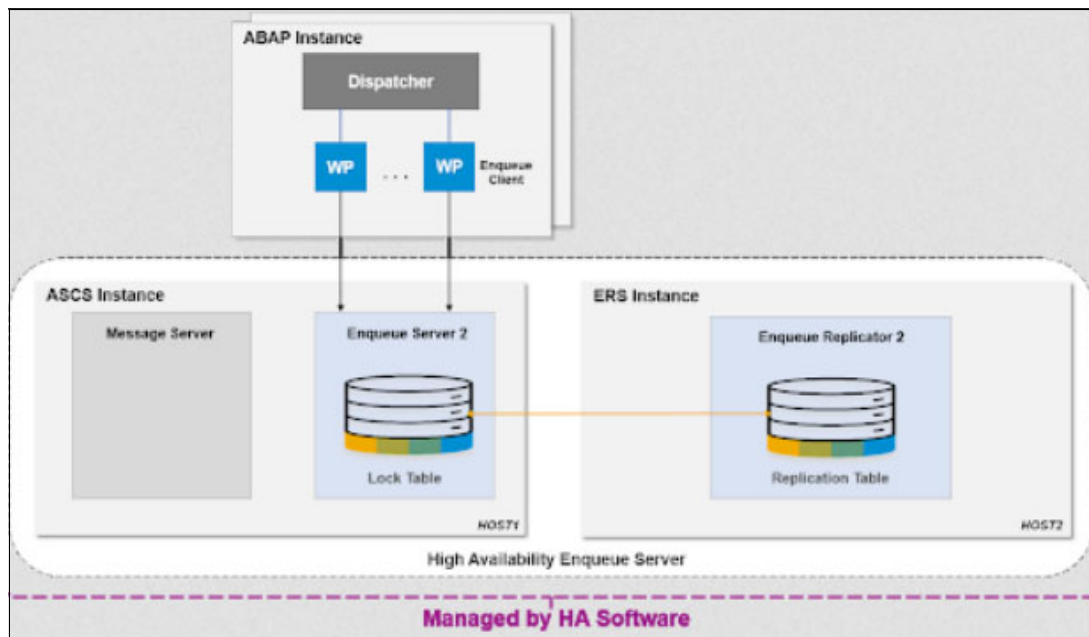 ABAP Instance
Dispatcher
WP
. . .
WP
Enqueue
Client
ASCS Instance
Message Server
Enqueue Server 2
Lock Table
HOST1
ERS Instance
Enqueue Replicator 2
Replication Table
HOST2
High Availability Enqueue Server
Managed by HA Software